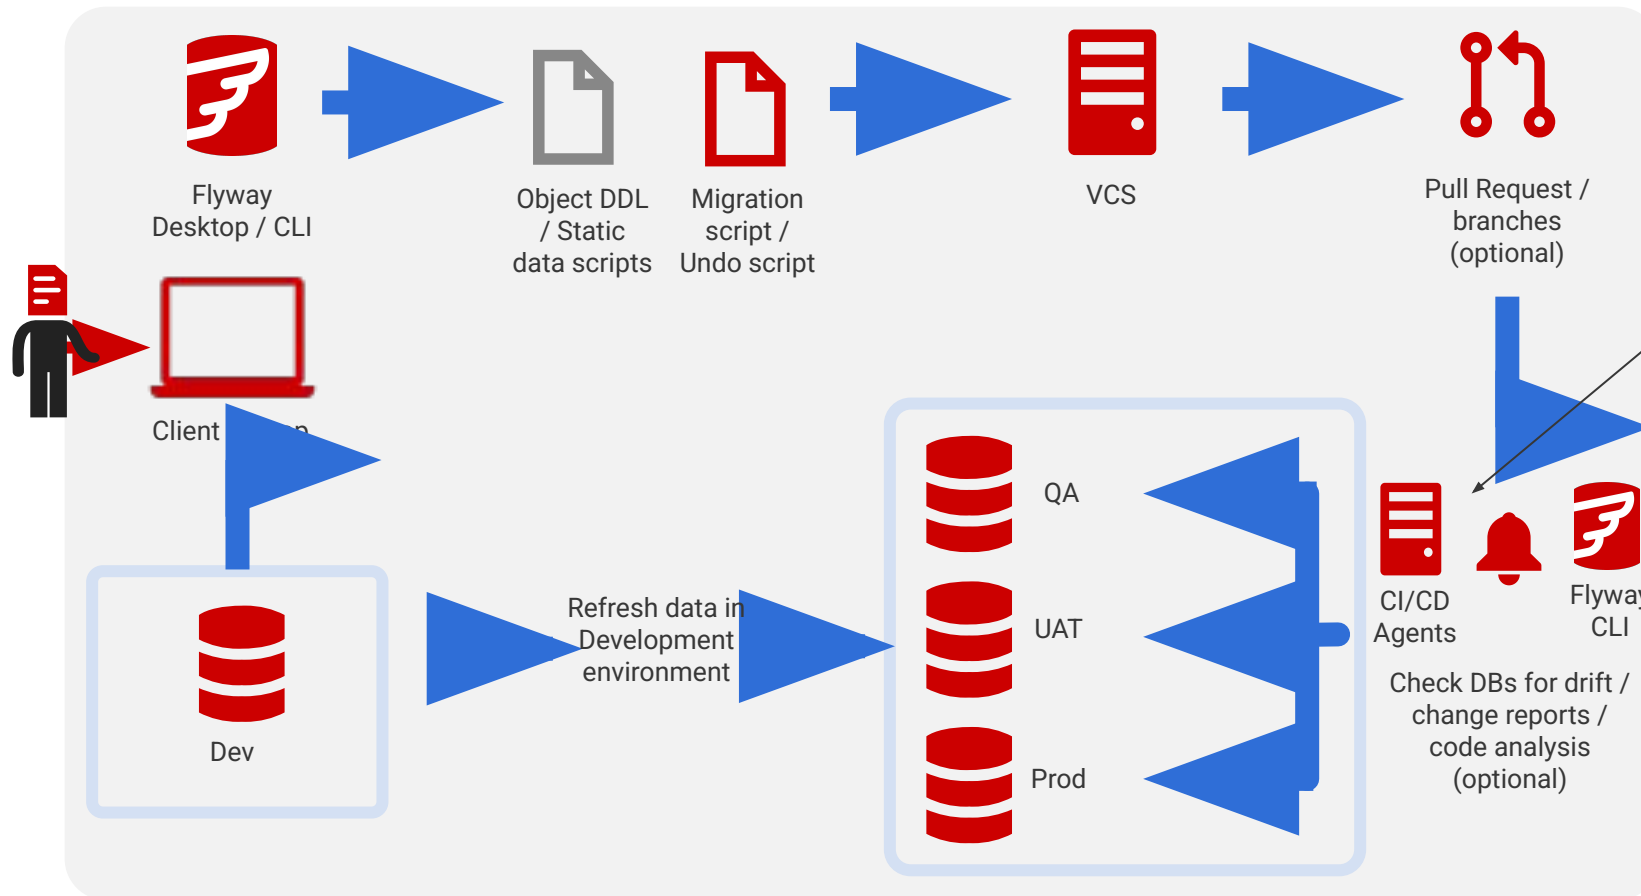 Flyway
Desktop / CLI
Object DDL
/ Static
data scripts
Migration
script /
Undo script
VCS
Pull Request /
branches
(optional)
Client
QA
UAT
Prod
Refresh data in
Development
environment
Dev
CI/CD
Agents
Flyway
CLI
Check DBs for drift /
change reports /
code analysis
(optional)